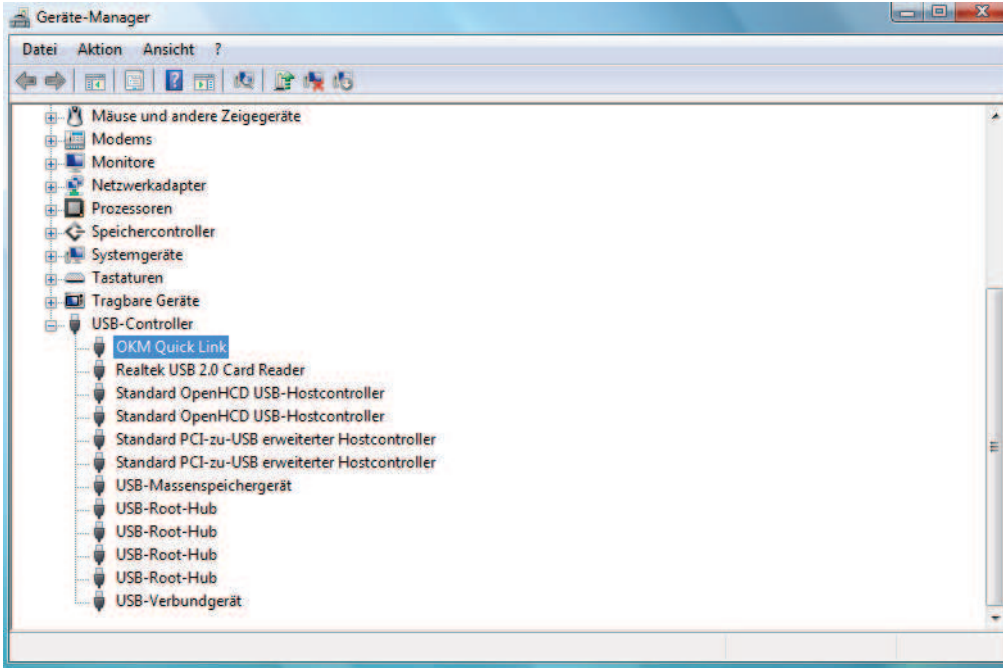 Geräte-Manager
Datei Aktion Ansicht ?
Mäuse und andere Zeigegeräte
Modems
Monitore
Netzwerkadapter
Prozessoren
Speichercontroller
Systemgeräte
Tastaturen
Tragbare Geräte
USB-Controller
OKM Quick Link
Realtek USB 2.0 Card Reader
Standard OpenHCD USB-Hostcontroller
Standard OpenHCD USB-Hostcontroller
Standard PCI-zu-USB erweiterter Hostcontroller
Standard PCI-zu-USB erweiterter Hostcontroller
USB-Massenspeichergerät
USB-Root-Hub
USB-Root-Hub
USB-Root-Hub
USB-Root-Hub
USB-Verbundgerät